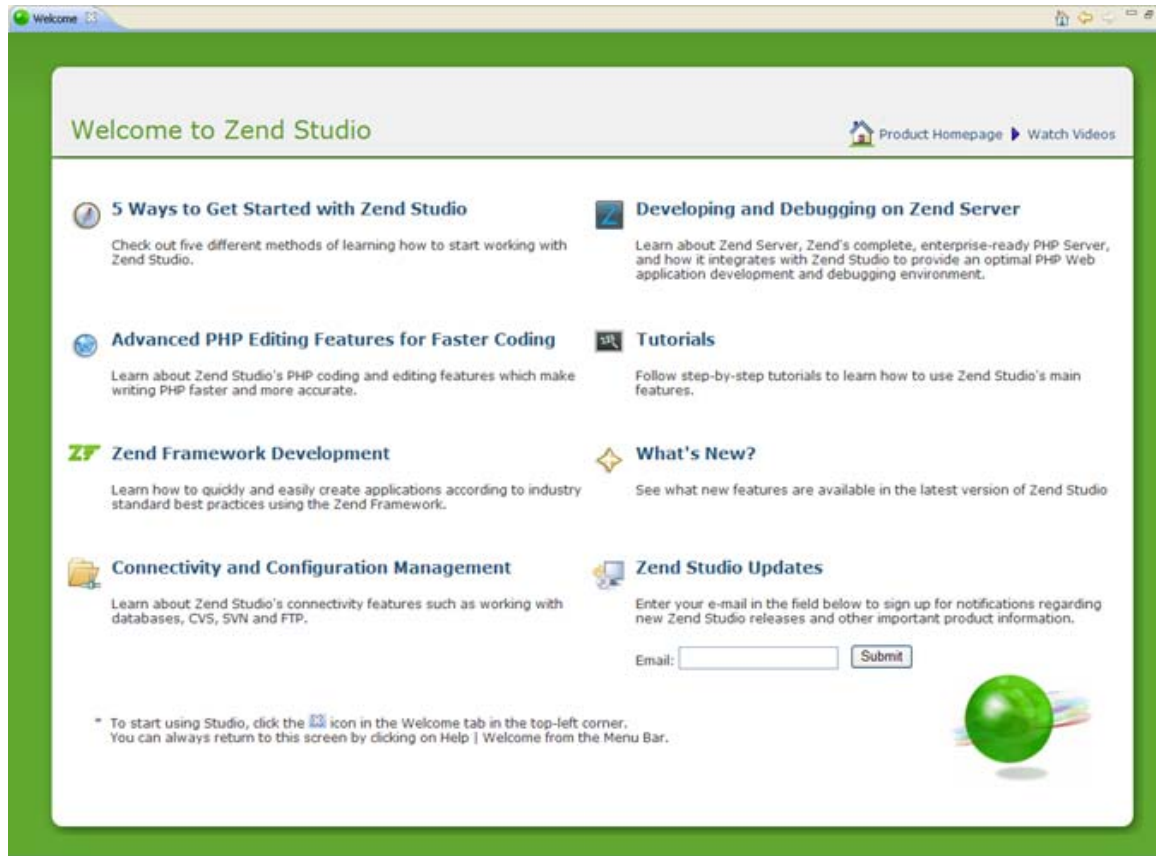 Welcome
Welcome to Zend Studio
Product Homepage
Watch Videos
5 Ways to Get Started with Zend Studio
Check out five different methods of learning how to start working with
Zend Studio.
Developing and Debugging on Zend Server
Learn about Zend Server, Zend's complete, enterprise-ready PHP Server,
and how it integrates with Zend Studio to provide an optimal PHP Web
application development and debugging environment.
Advanced PHP Editing Features for Faster Coding
Learn about Zend Studio's PHP coding and editing features which make
writing PHP faster and more accurate.
Tutorials
Follow step-by-step tutorials to learn how to use Zend Studio's main
features.
ZF Zend Framework Development
Learn how to quickly and easily create applications according to industry
standard best practices using the Zend Framework.
What's New?
See what new features are available in the latest version of Zend Studio
Connectivity and Configuration Management
Learn about Zend Studio's connectivity features such as working with
databases, CVS, SVN and FTP.
Zend Studio Updates
Enter your e-mail in the field below to sign up for notifications regarding
new Zend Studio releases and other important product information.
Email:
Submit
* To start using Studio, click the icon in the Welcome tab in the top-left corner.
You can always return to this screen by clicking on Help | Welcome from the Menu Bar.